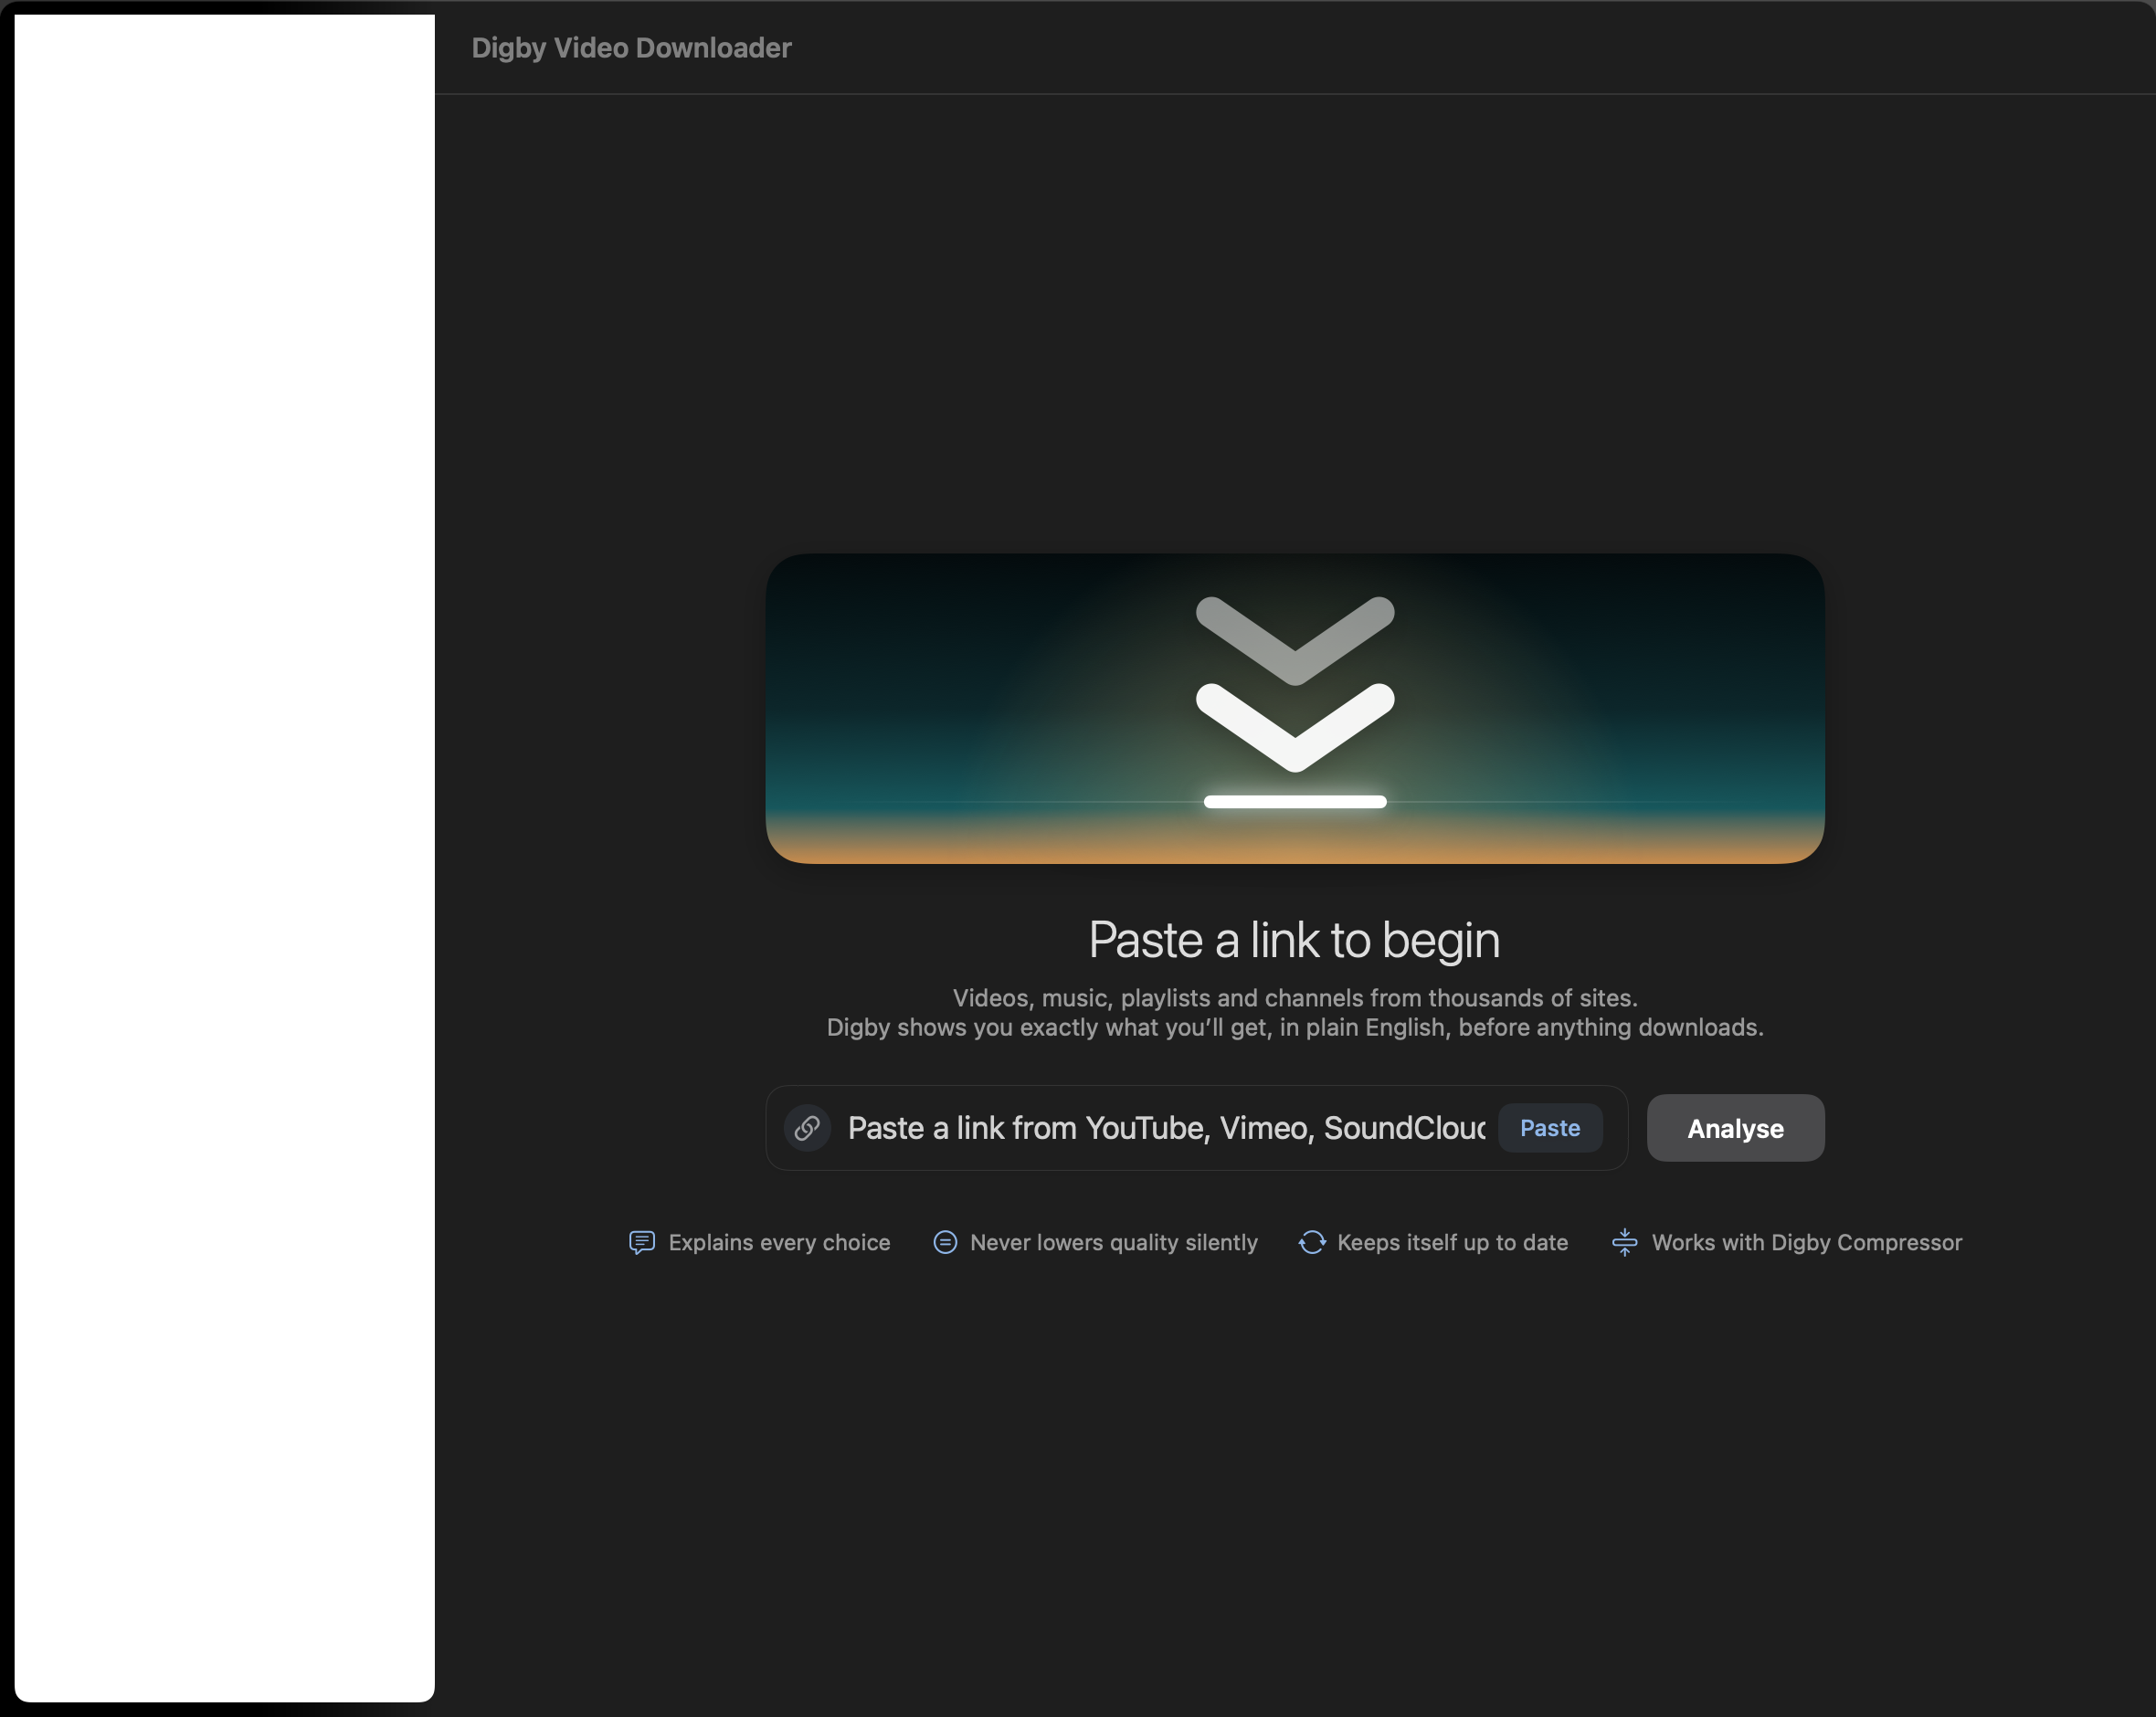 Digby Video Downloader
Paste a link to begin
Videos, music, playlists and channels from thousands of sites.
Digby shows you exactly what you’ll get, in plain English, before anything downloads.
Paste a link from YouTube, Vimeo, SoundCloud
Paste
Analyse
Explains every choice
Never lowers quality silently
Keeps itself up to date
Works with Digby Compressor